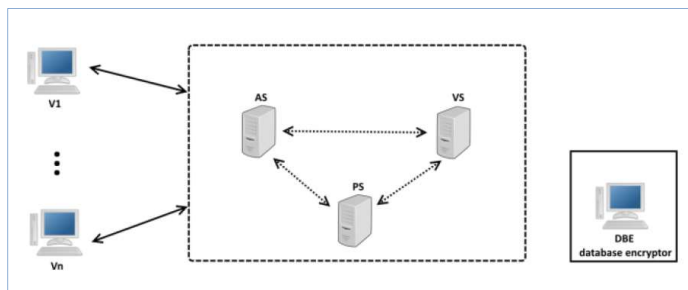 V1
Vn
AS
VS
PS
DBE
database encryptor